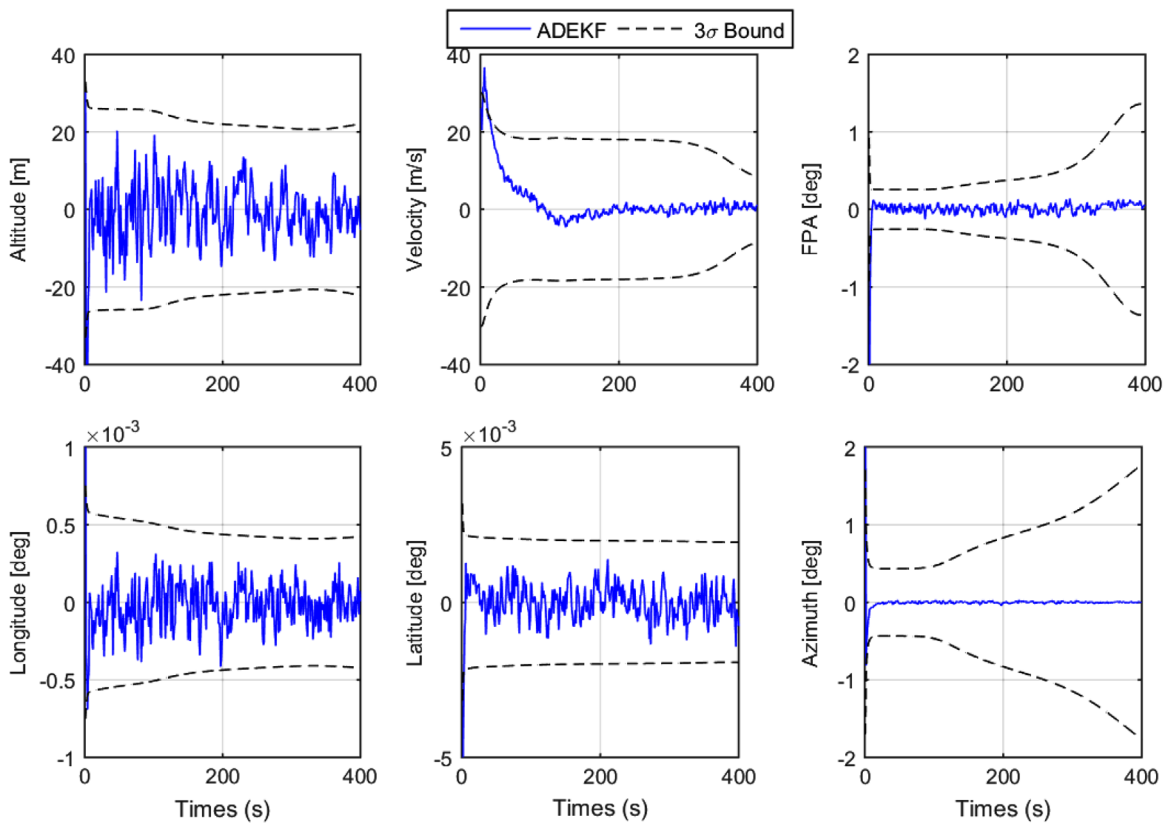 ADEKF 3σ Bound
40
20
0
-20
-40
Altitude [m]
0 200 400
40
20
0
-20
-40
Velocity [m/s]
0 200 400
2
1
0
-1
-2
FPA [deg]
0 200 400
×10⁻³
1
0.5
0
-0.5
-1
Longitude [deg]
0 200 400
Times (s)
×10⁻³
5
0
-5
Latitude [deg]
0 200 400
Times (s)
2
1
0
-1
-2
Azimuth [deg]
0 200 400
Times (s)